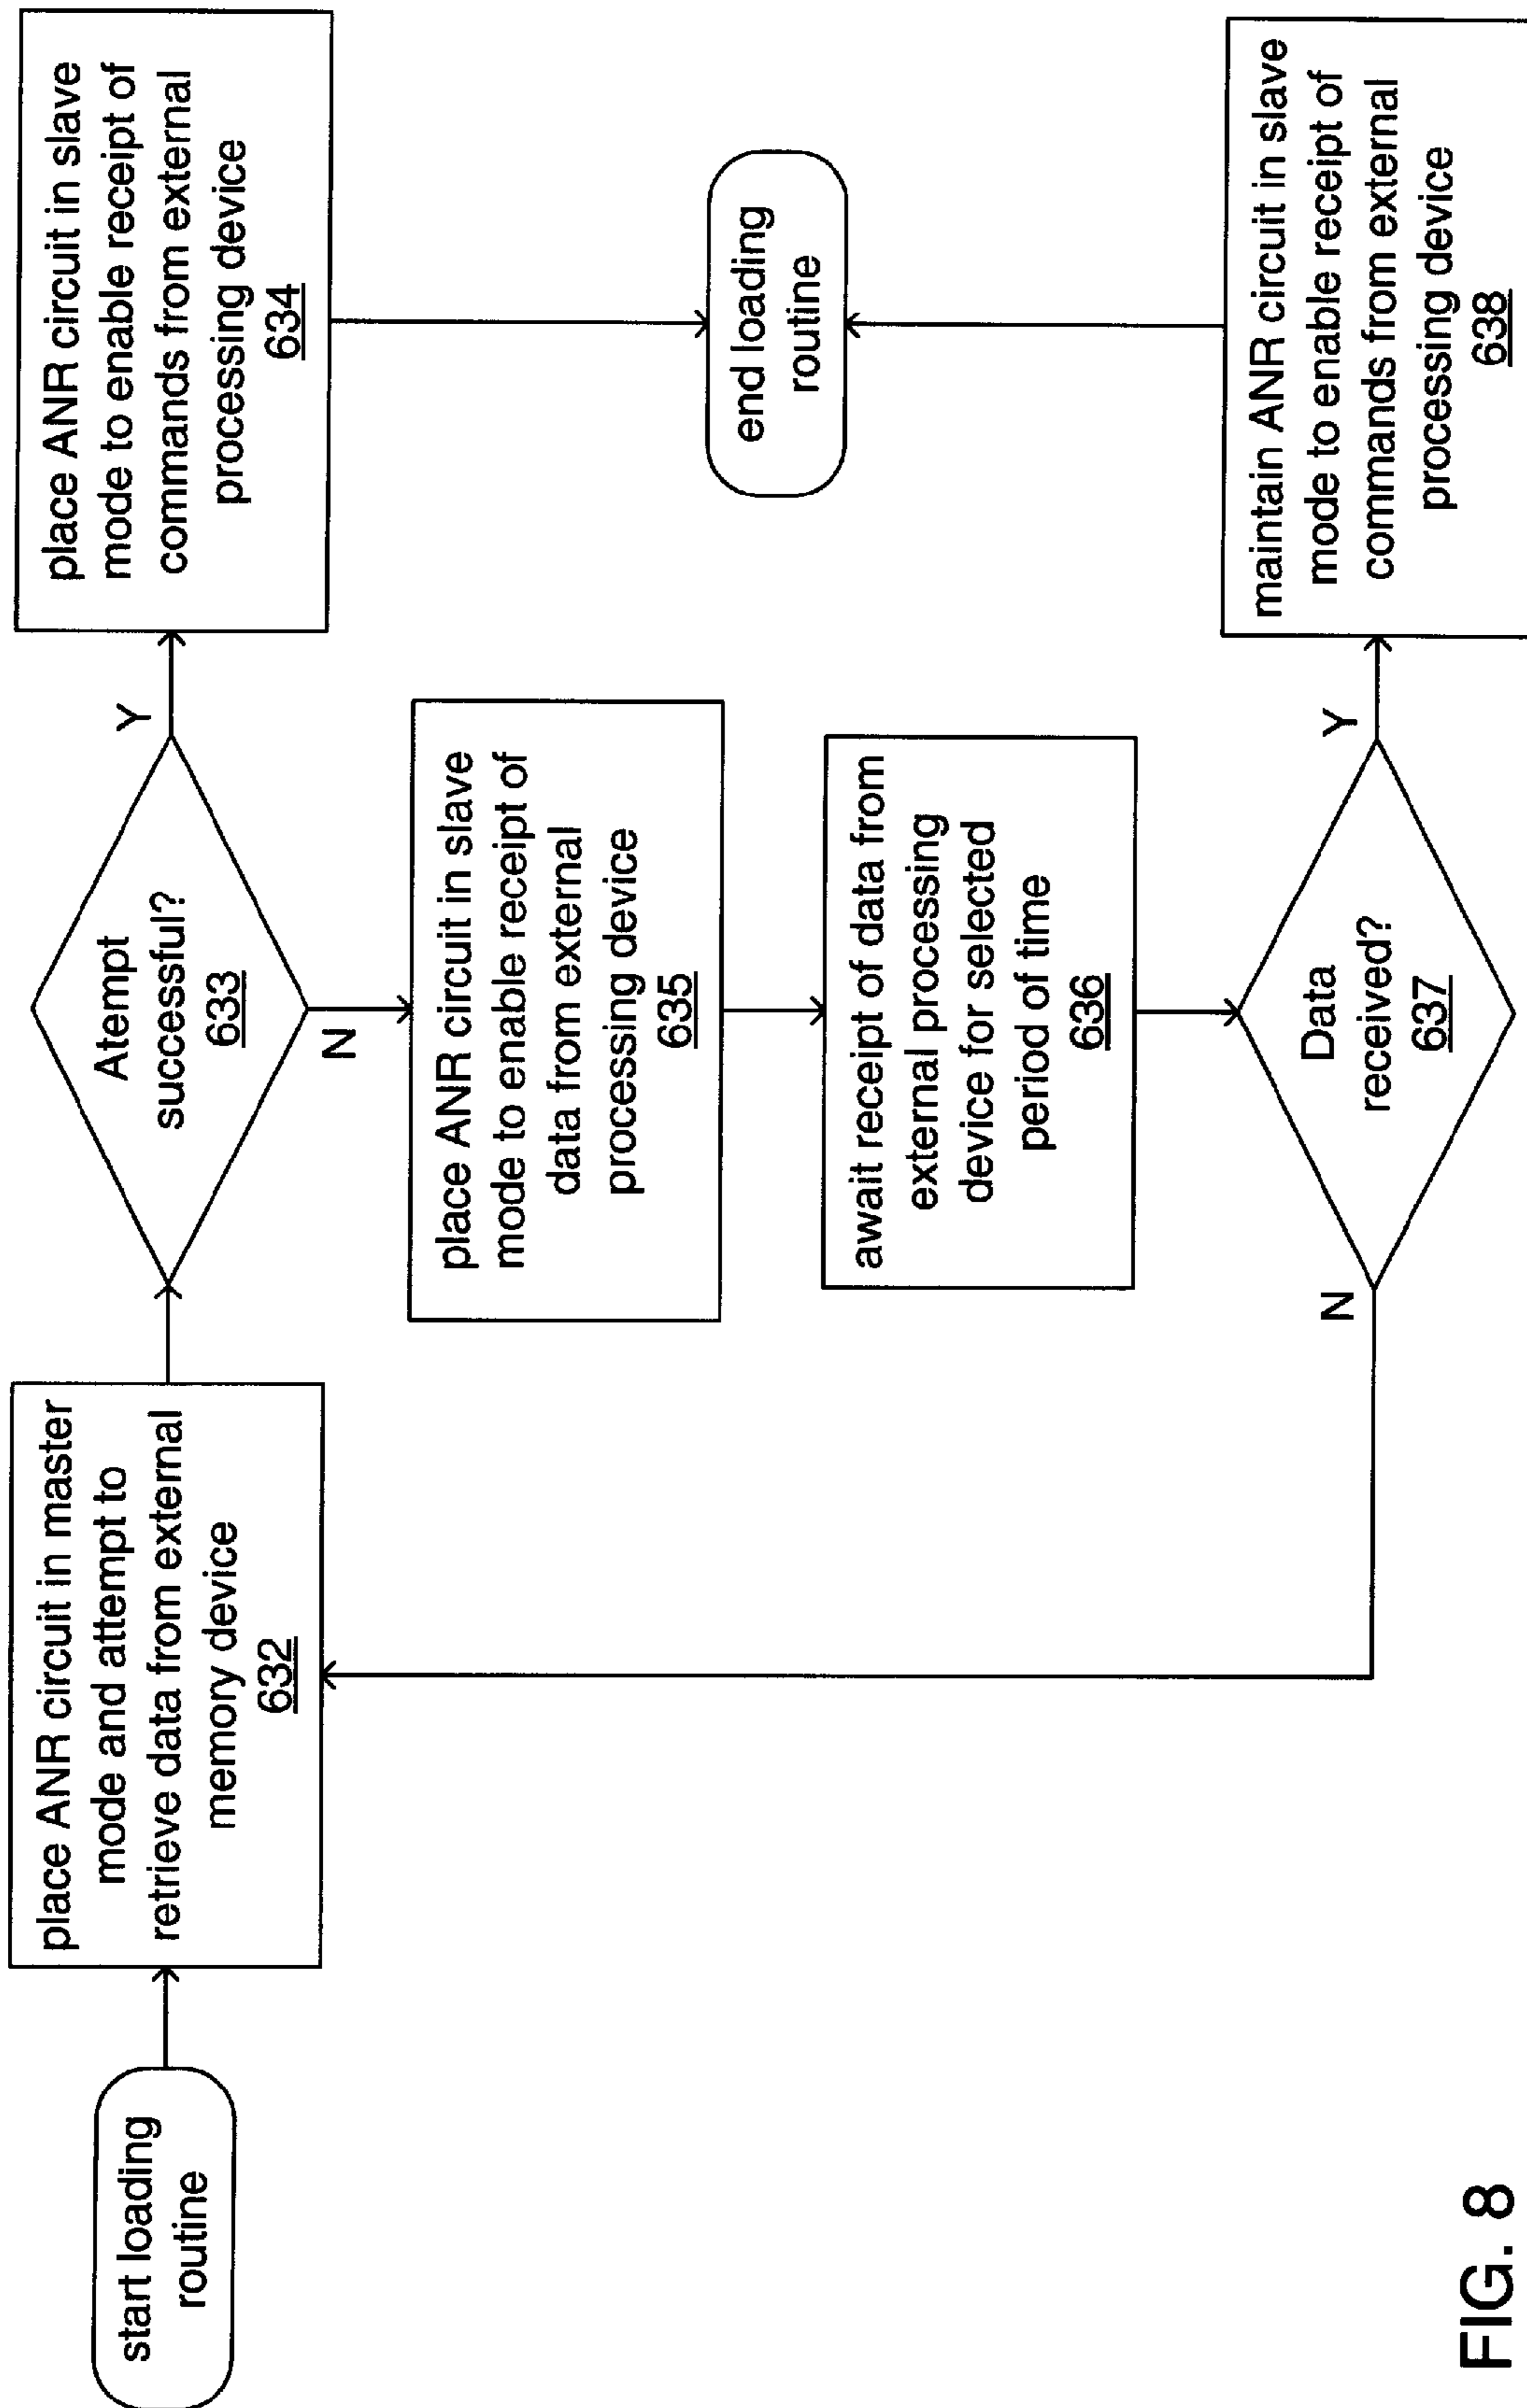 start loading
routine
place ANR circuit in master
mode and attempt to
retrieve data from external
memory device
632
Atempt
successful?
633
Y
N
place ANR circuit in slave
mode to enable receipt of
commands from external
processing device
634
place ANR circuit in slave
mode to enable receipt of
data from external
processing device
635
await receipt of data from
external processing
device for selected
period of time
636
Data
received?
637
N
Y
maintain ANR circuit in slave
mode to enable receipt of
commands from external
processing device
638
end loading
routine
FIG. 8